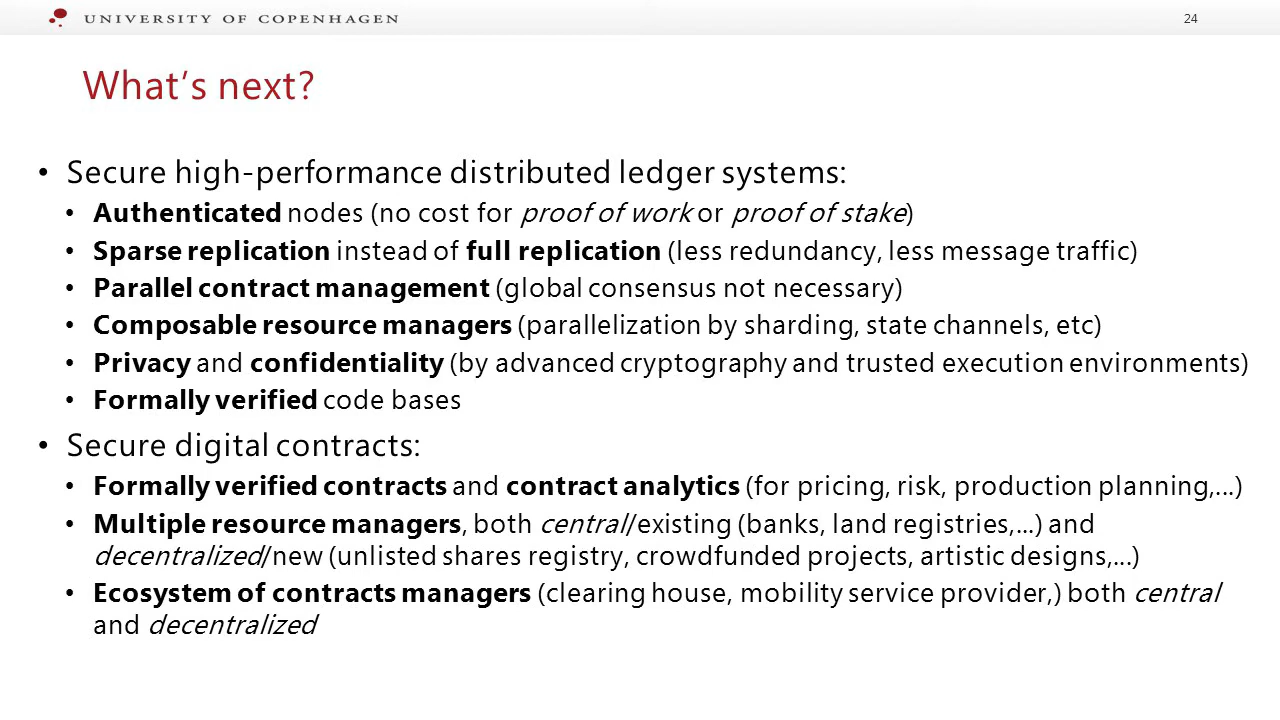 UNIVERSITY OF COPENHAGEN
24
What's next?
• Secure high-performance distributed ledger systems:
• Authenticated nodes (no cost for proof of work or proof of stake)
• Sparse replication instead of full replication (less redundancy, less message traffic)
• Parallel contract management (global consensus not necessary)
• Composable resource managers (parallelization by sharding, state channels, etc)
• Privacy and confidentiality (by advanced cryptography and trusted execution environments)
• Formally verified code bases
• Secure digital contracts:
• Formally verified contracts and contract analytics (for pricing, risk, production planning,...)
• Multiple resource managers, both central/existing (banks, land registries,...) and
decentralized/new (unlisted shares registry, crowdfunded projects, artistic designs,...)
• Ecosystem of contracts managers (clearing house, mobility service provider,) both central
and decentralized